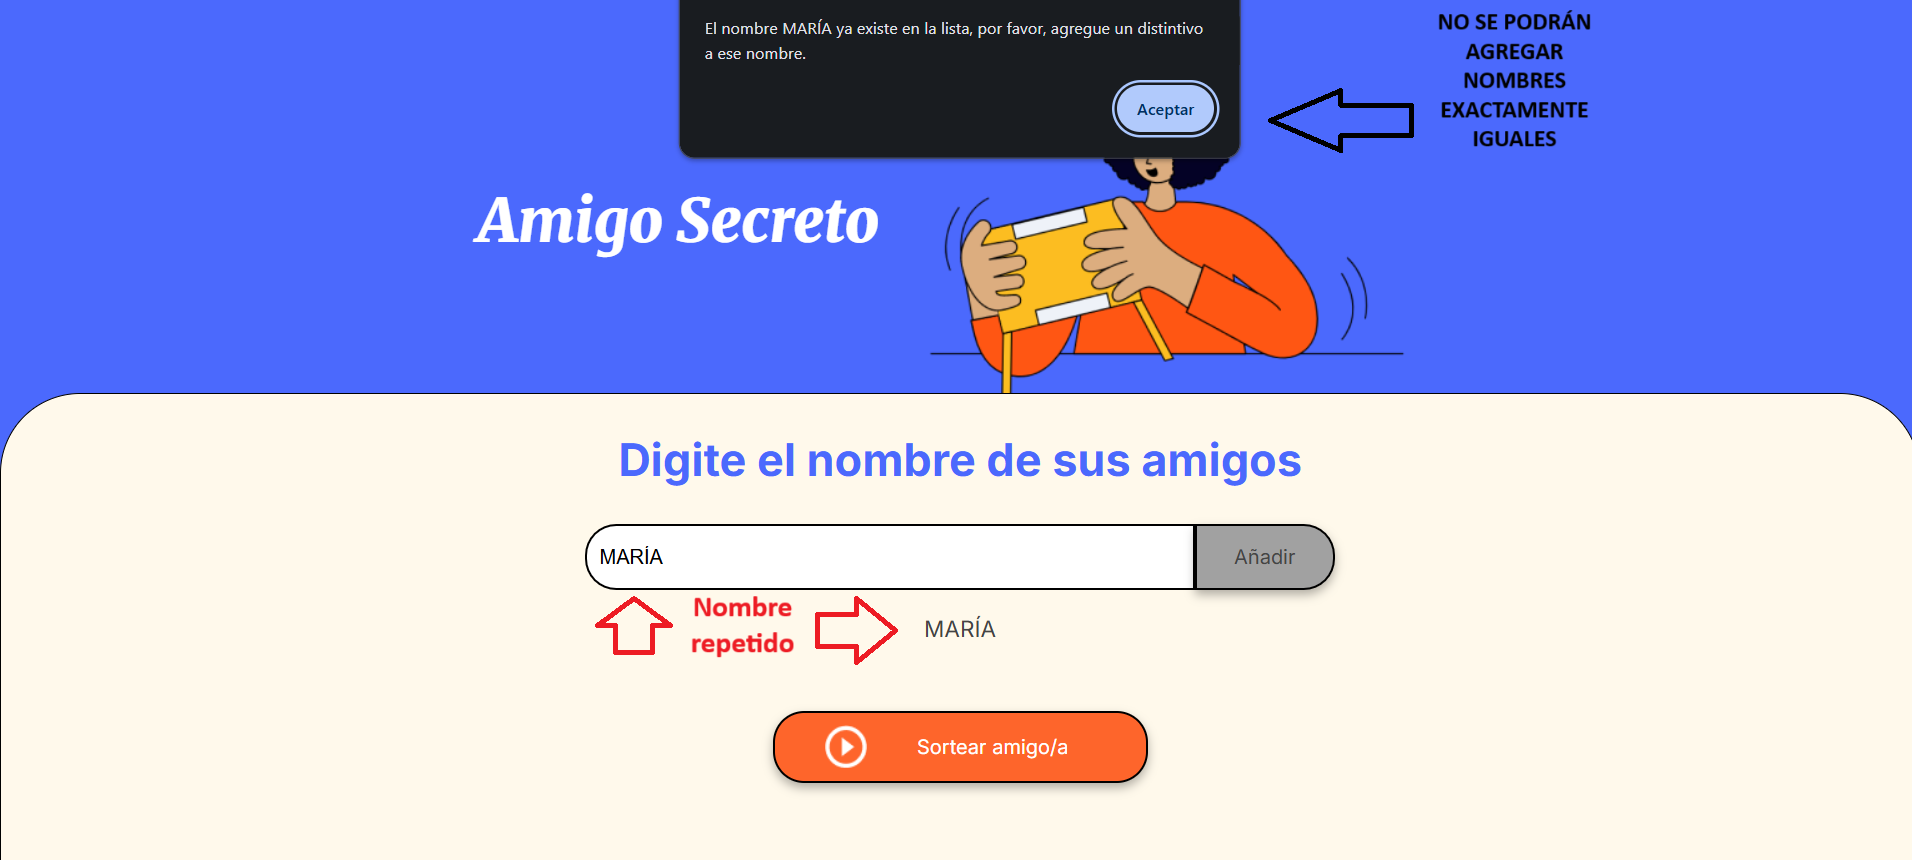 El nombre MARÍA ya existe en la lista, por favor, agregue un distintivo
a ese nombre.
Aceptar
NO SE PODRÁN
AGREGAR
NOMBRES
EXACTAMENTE
IGUALES
Amigo Secreto
Digite el nombre de sus amigos
MARÍA
Añadir
Nombre
repetido
MARÍA
Sortear amigo/a